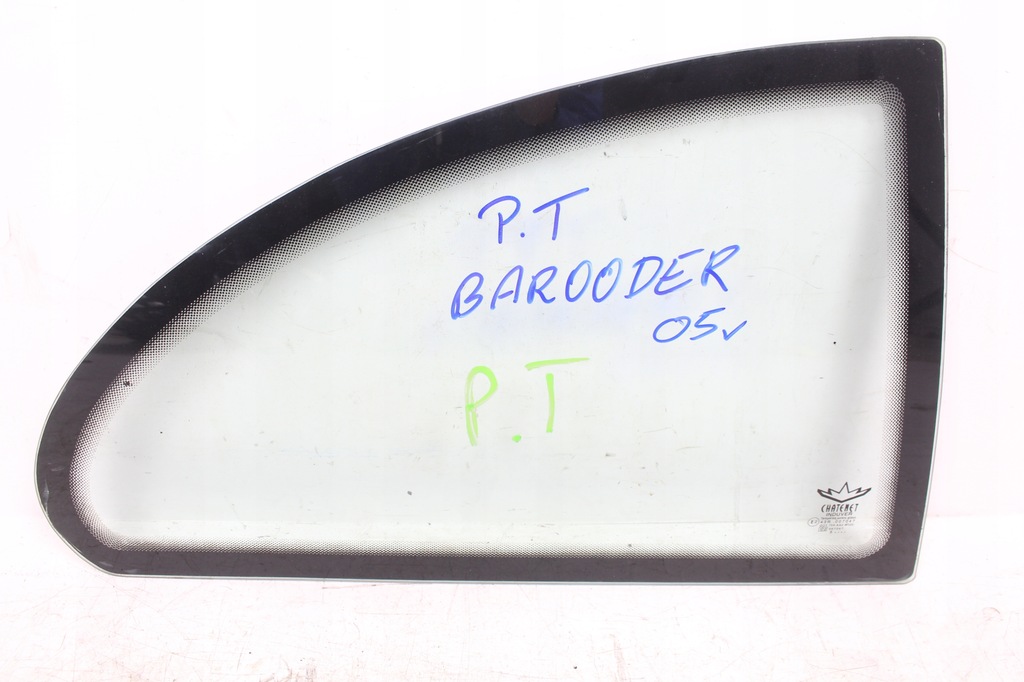 P.T
BAROODER
05v
P.T
CHATENET